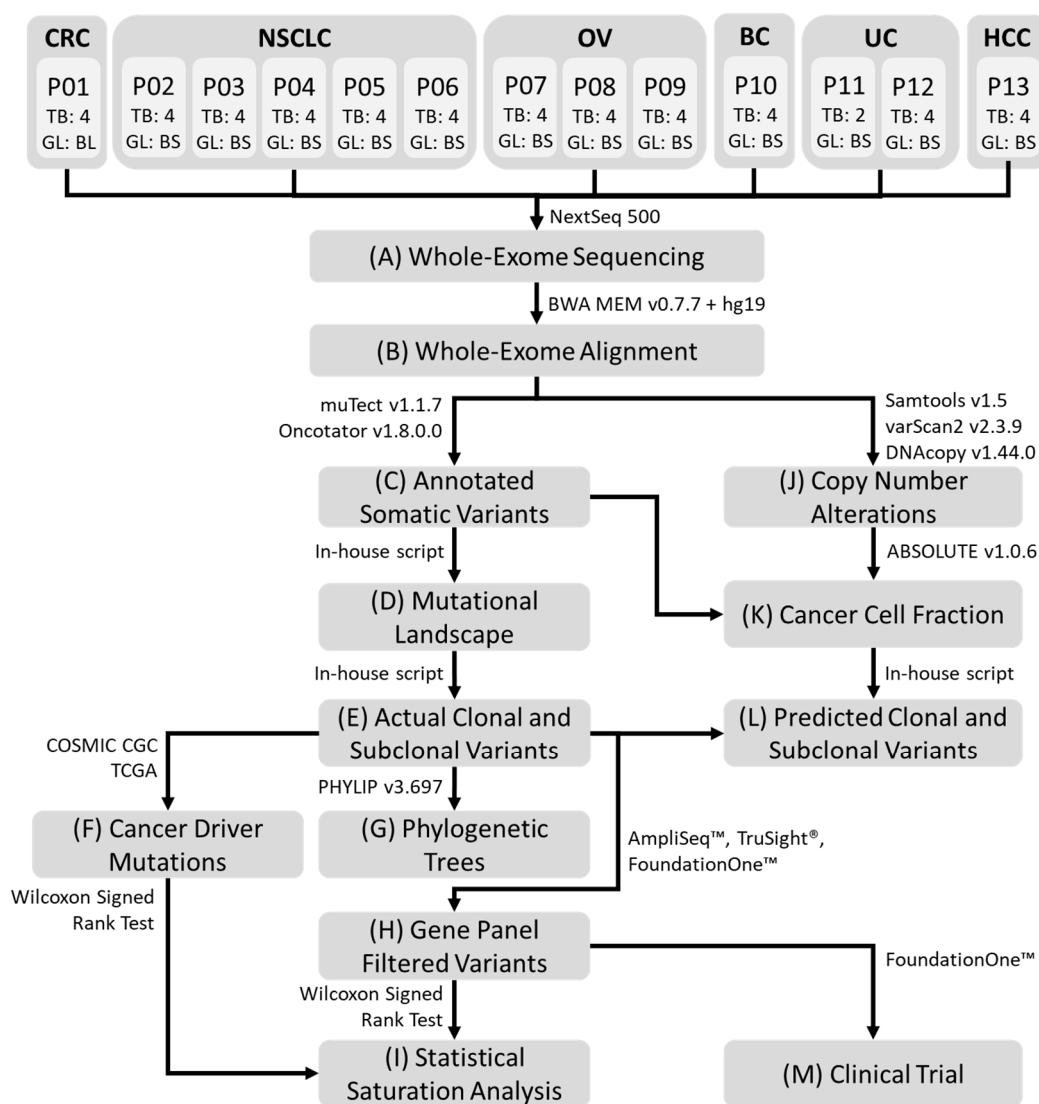 CRC NSCLC OV BC UC HCC
P01 P02 P03 P04 P05 P06 P07 P08 P09 P10 P11 P12 P13
TB: 4 TB: 4 TB: 4 TB: 4 TB: 4 TB: 4 TB: 4 TB: 4 TB: 4 TB: 4 TB: 2 TB: 4 TB: 4
GL: BL GL: BS GL: BS GL: BS GL: BS GL: BS GL: BS GL: BS GL: BS GL: BS GL: BS GL: BS GL: BS
NextSeq 500
(A) Whole-Exome Sequencing
BWA MEM v0.7.7 + hg19
(B) Whole-Exome Alignment
muTect v1.1.7
Oncotator v1.8.0.0
Samtools v1.5
varScan2 v2.3.9
DNAcopy v1.44.0
(C) Annotated
Somatic Variants
(J) Copy Number
Alterations
In-house script
ABSOLUTE v1.0.6
(D) Mutational
Landscape
(K) Cancer Cell Fraction
In-house script
In-house script
(E) Actual Clonal and
Subclonal Variants
(L) Predicted Clonal and
Subclonal Variants
COSMIC CGC
TCGA
PHYLIP v3.697
(F) Cancer Driver
Mutations
(G) Phylogenetic
Trees
AmpliSeq™, TruSight®,
FoundationOne™
Wilcoxon Signed
Rank Test
(H) Gene Panel
Filtered Variants
FoundationOne™
Wilcoxon Signed
Rank Test
(I) Statistical
Saturation Analysis
(M) Clinical Trial